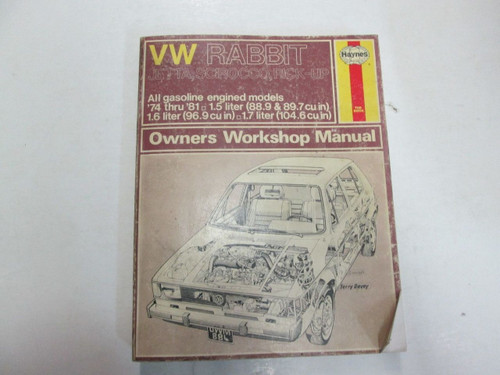 VW RABBIT
JETTA, SCIROCCO, PICK-UP
Haynes
All gasoline engined models
'74 thru '81 □ 1.5 liter (88.9 & 89.7 cu in)
1.6 liter (96.9 cu in) □ 1.7 liter (104.6 cu in)
Owners Workshop Manual
Terry Davey